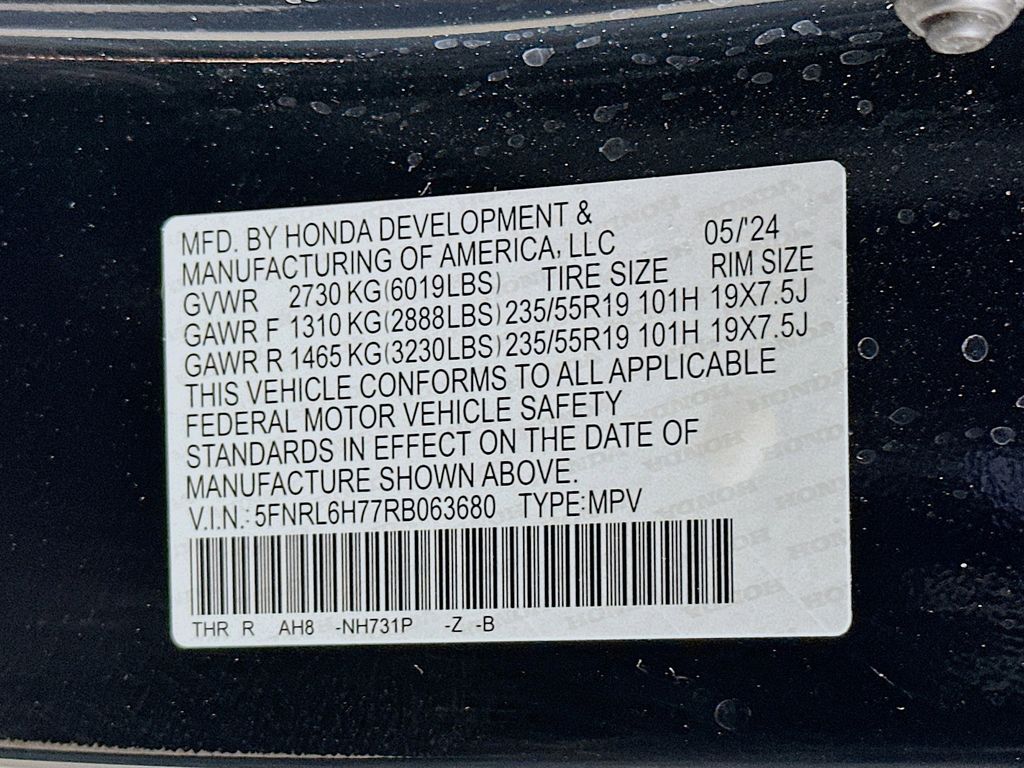 MFD. BY HONDA DEVELOPMENT &
MANUFACTURING OF AMERICA, LLC 05/'24
GVWR 2730 KG(6019LBS) TIRE SIZE RIM SIZE
GAWR F 1310 KG(2888LBS) 235/55R19 101H 19X7.5J
GAWR R 1465 KG(3230LBS) 235/55R19 101H 19X7.5J
THIS VEHICLE CONFORMS TO ALL APPLICABLE
FEDERAL MOTOR VEHICLE SAFETY
STANDARDS IN EFFECT ON THE DATE OF
MANUFACTURE SHOWN ABOVE.
V.I.N.: 5FNRL6H77RB063680 TYPE:MPV
THR R AH8 -NH731P -Z -B